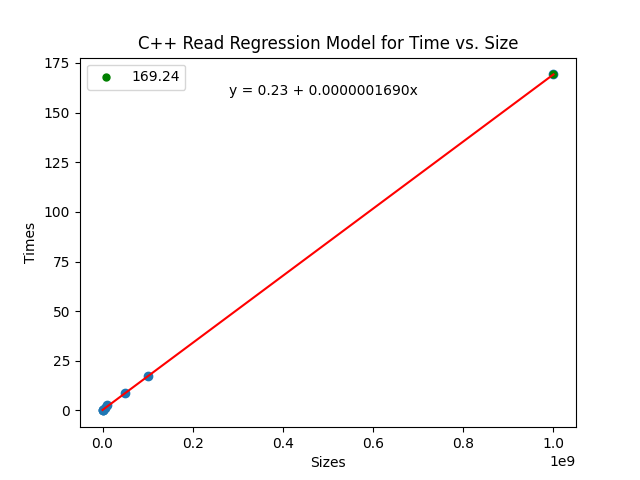 C++ Read Regression Model for Time vs. Size
169.24
y = 0.23 + 0.0000001690x
175
150
125
100
75
50
25
0
Times
0.0 0.2 0.4 0.6 0.8 1.0
1e9
Sizes